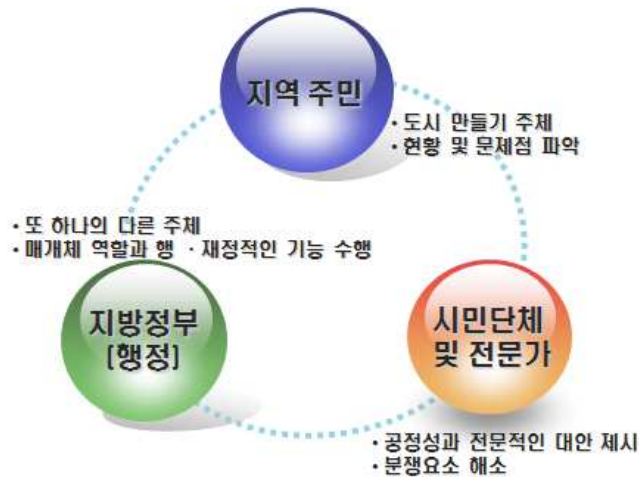 지역 주민
• 도시 만들기 주체
• 현황 및 문제점 파악
• 또 하나의 다른 주체
• 매개체 역할과 행 · 재정적인 기능 수행
지방정부
[행정]
시민단체
및 전문가
• 공정성과 전문적인 대안 제시
• 분쟁요소 해소